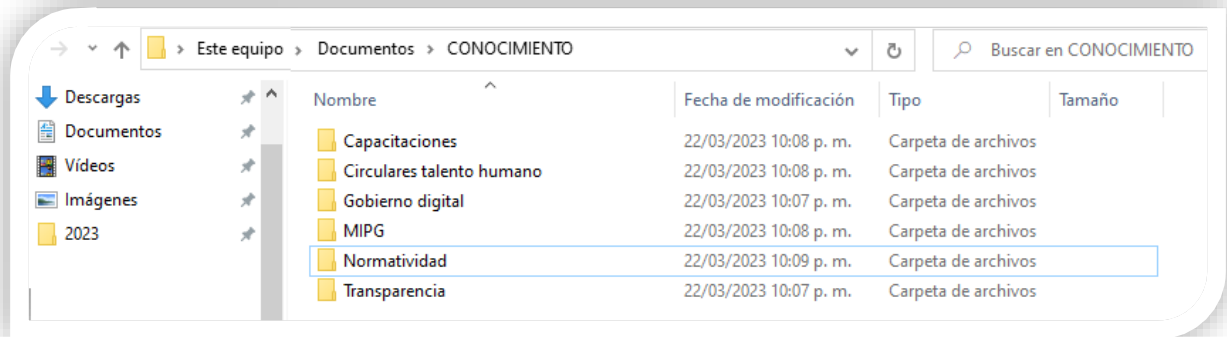 Este equipo > Documentos > CONOCIMIENTO
Buscar en CONOCIMIENTO
Descargas
Documentos
Vídeos
Imágenes
2023
Nombre Fecha de modificación Tipo Tamaño
Capacitaciones 22/03/2023 10:08 p. m. Carpeta de archivos
Circulares talento humano 22/03/2023 10:08 p. m. Carpeta de archivos
Gobierno digital 22/03/2023 10:07 p. m. Carpeta de archivos
MIPG 22/03/2023 10:08 p. m. Carpeta de archivos
Normatividad 22/03/2023 10:09 p. m. Carpeta de archivos
Transparencia 22/03/2023 10:07 p. m. Carpeta de archivos